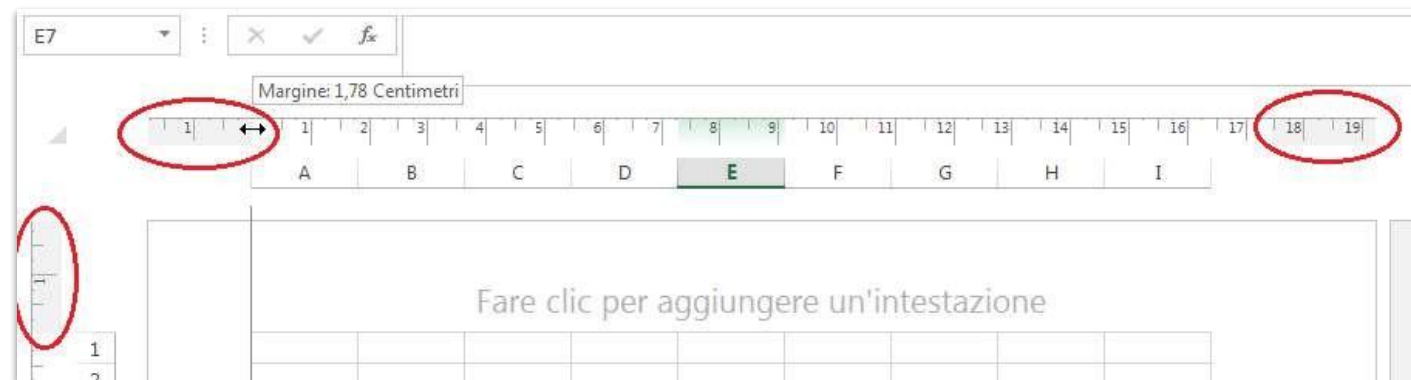 E7 fx
Margine: 1,78 Centimetri
1 1 2 3 4 5 6 7 8 9 10 11 12 13 14 15 16 17 18 19
A B C D E F G H I
1
Fare clic per aggiungere un'intestazione
1